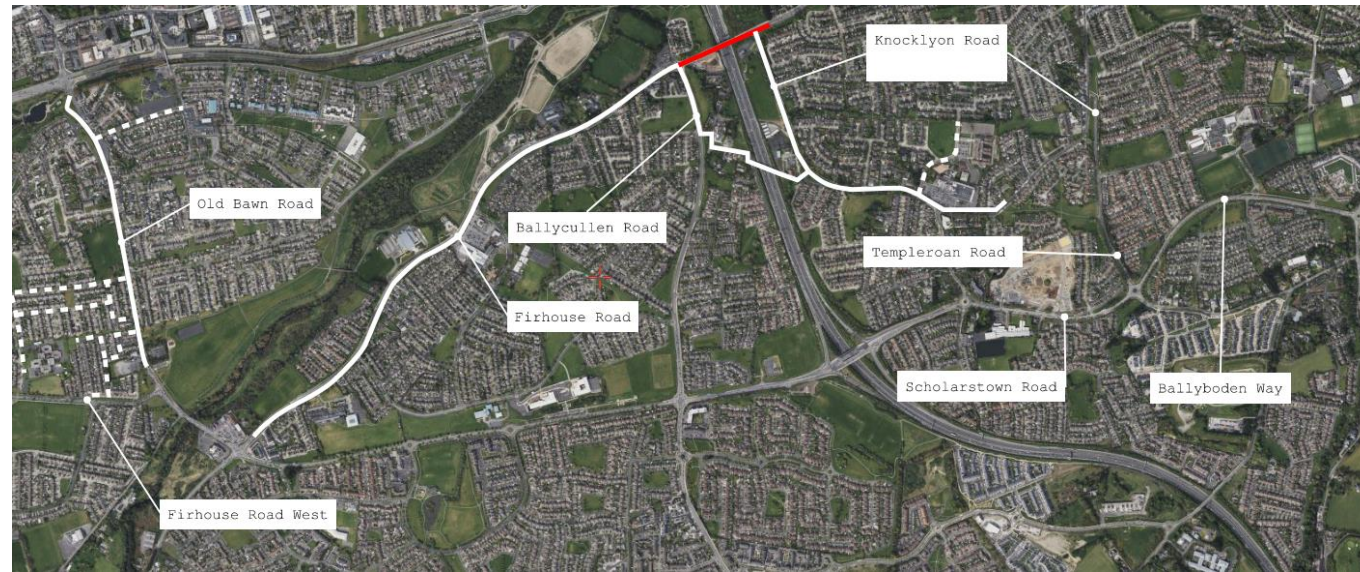 Knocklyon Road
Old Bawn Road
Ballycullen Road
Templeroan Road
Firhouse Road
Scholarstown Road
Ballyboden Way
Firhouse Road West